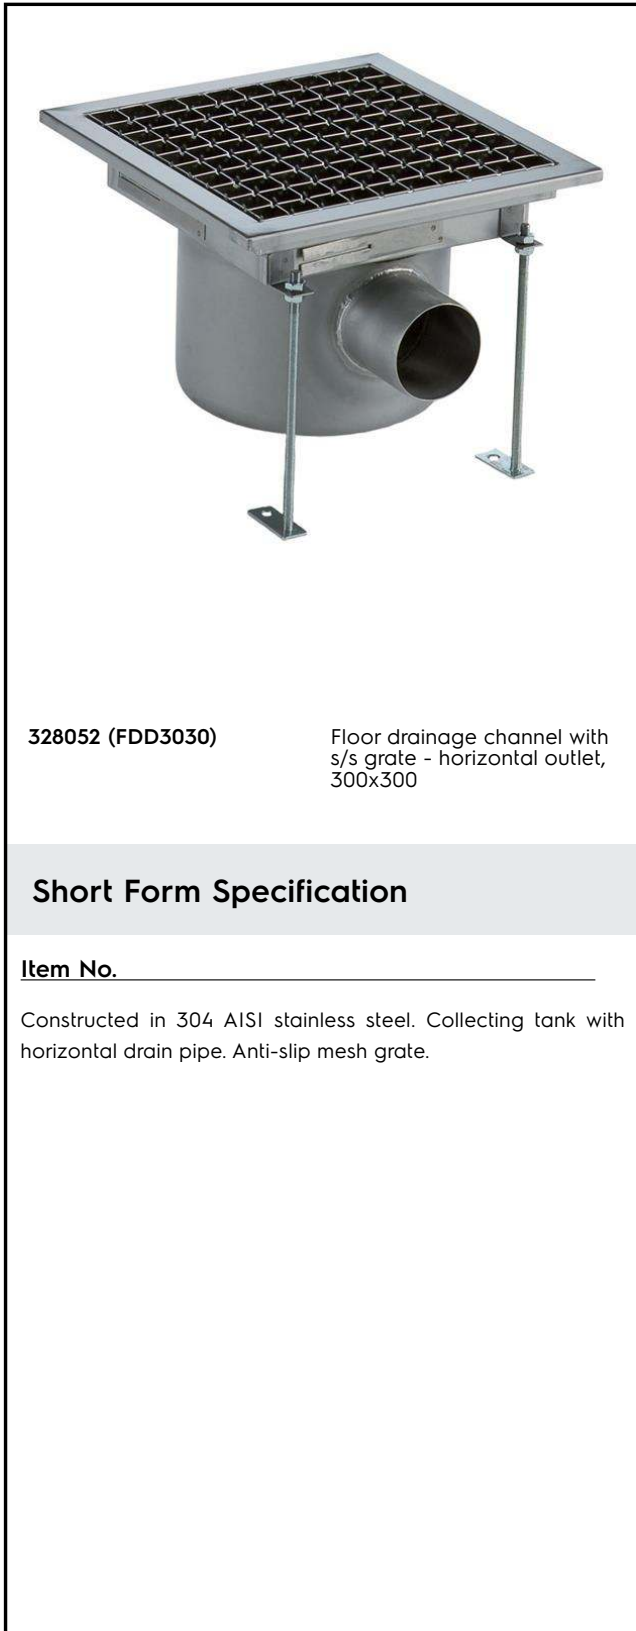 328052 (FDD3030)
Floor drainage channel with
s/s grate - horizontal outlet,
300x300
Short Form Specification
Item No.
Constructed in 304 AISI stainless steel. Collecting tank with
horizontal drain pipe. Anti-slip mesh grate.